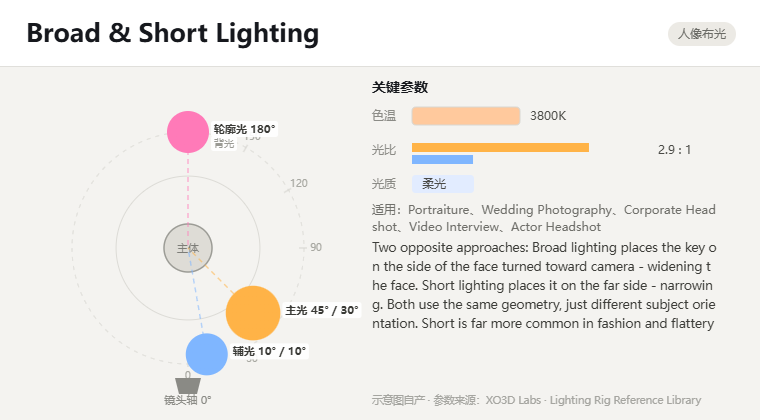 Broad & Short Lighting
人像布光
关键参数
色温
3800K
光比
2.9 : 1
光质
柔光
适用：Portraiture、Wedding Photography、Corporate Head
shot、Video Interview、Actor Headshot
Two opposite approaches: Broad lighting places the key o
n the side of the face turned toward camera - widening t
he face. Short lighting places it on the far side - narrowin
g. Both use the same geometry, just different subject orie
ntation. Short is far more common in fashion and flattery
轮廓光 180°
背光
120
90
主体
主光 45° / 30°
辅光 10° / 10°
0
镜头轴 0°
示意图自产 · 参数来源：XO3D Labs · Lighting Rig Reference Library